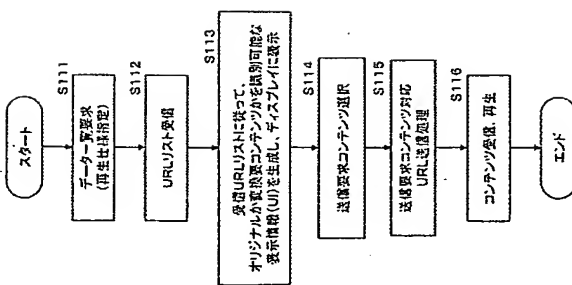 スタート
S111
データ一覧要求
(再生仕様指定)
S112
URLリスト受信
S113
受信URLリストに従って、
オリジナルか変換要コンテンツかを識別可能な
表示情報(UI)を生成し、ディスプレイに表示
S114
送信要求コンテンツ選択
S115
送信要求コンテンツ対応
URL送信処理
S116
コンテンツ受信、再生
エンド